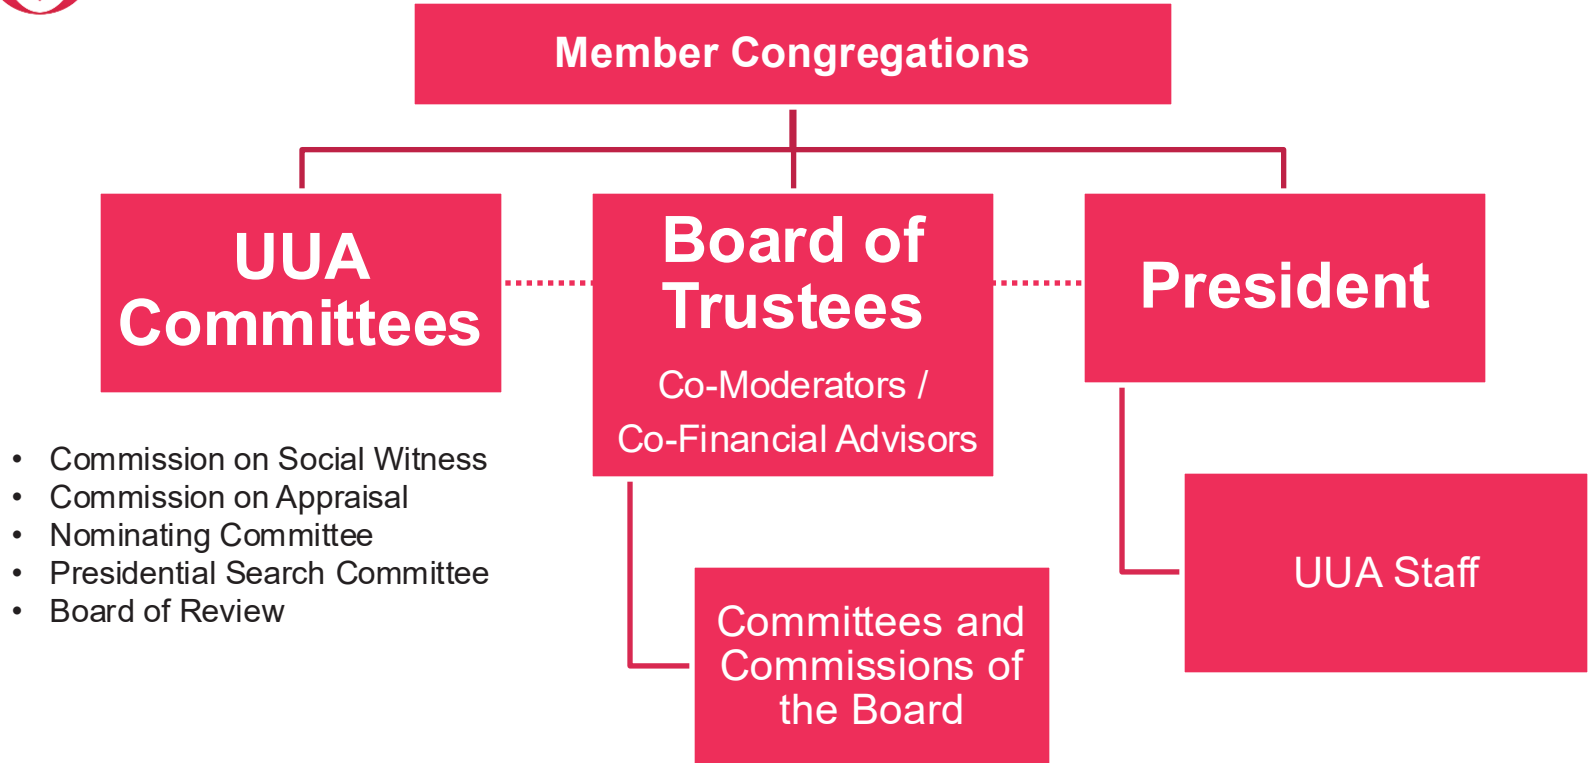 Member Congregations
UUA
Committees
Board of
Trustees
Co-Moderators /
Co-Financial Advisors
President
• Commission on Social Witness
• Commission on Appraisal
• Nominating Committee
• Presidential Search Committee
• Board of Review
Committees and
Commissions of
the Board
UUA Staff